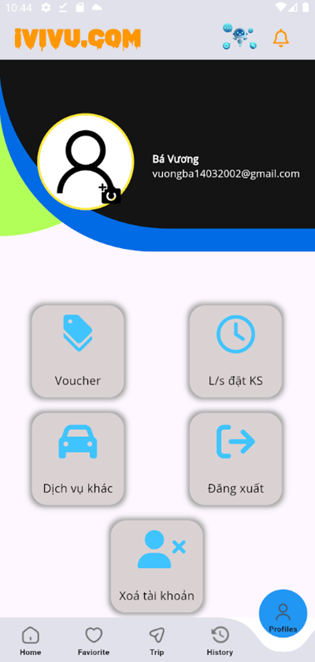 10:44
iVIVU.COM
Bá Vương
vuongba14032002@gmail.com
Voucher
L/s đặt KS
Dịch vụ khác
Đăng xuất
Xoá tài khoản
Home
Faviorite
Trip
History
Profiles